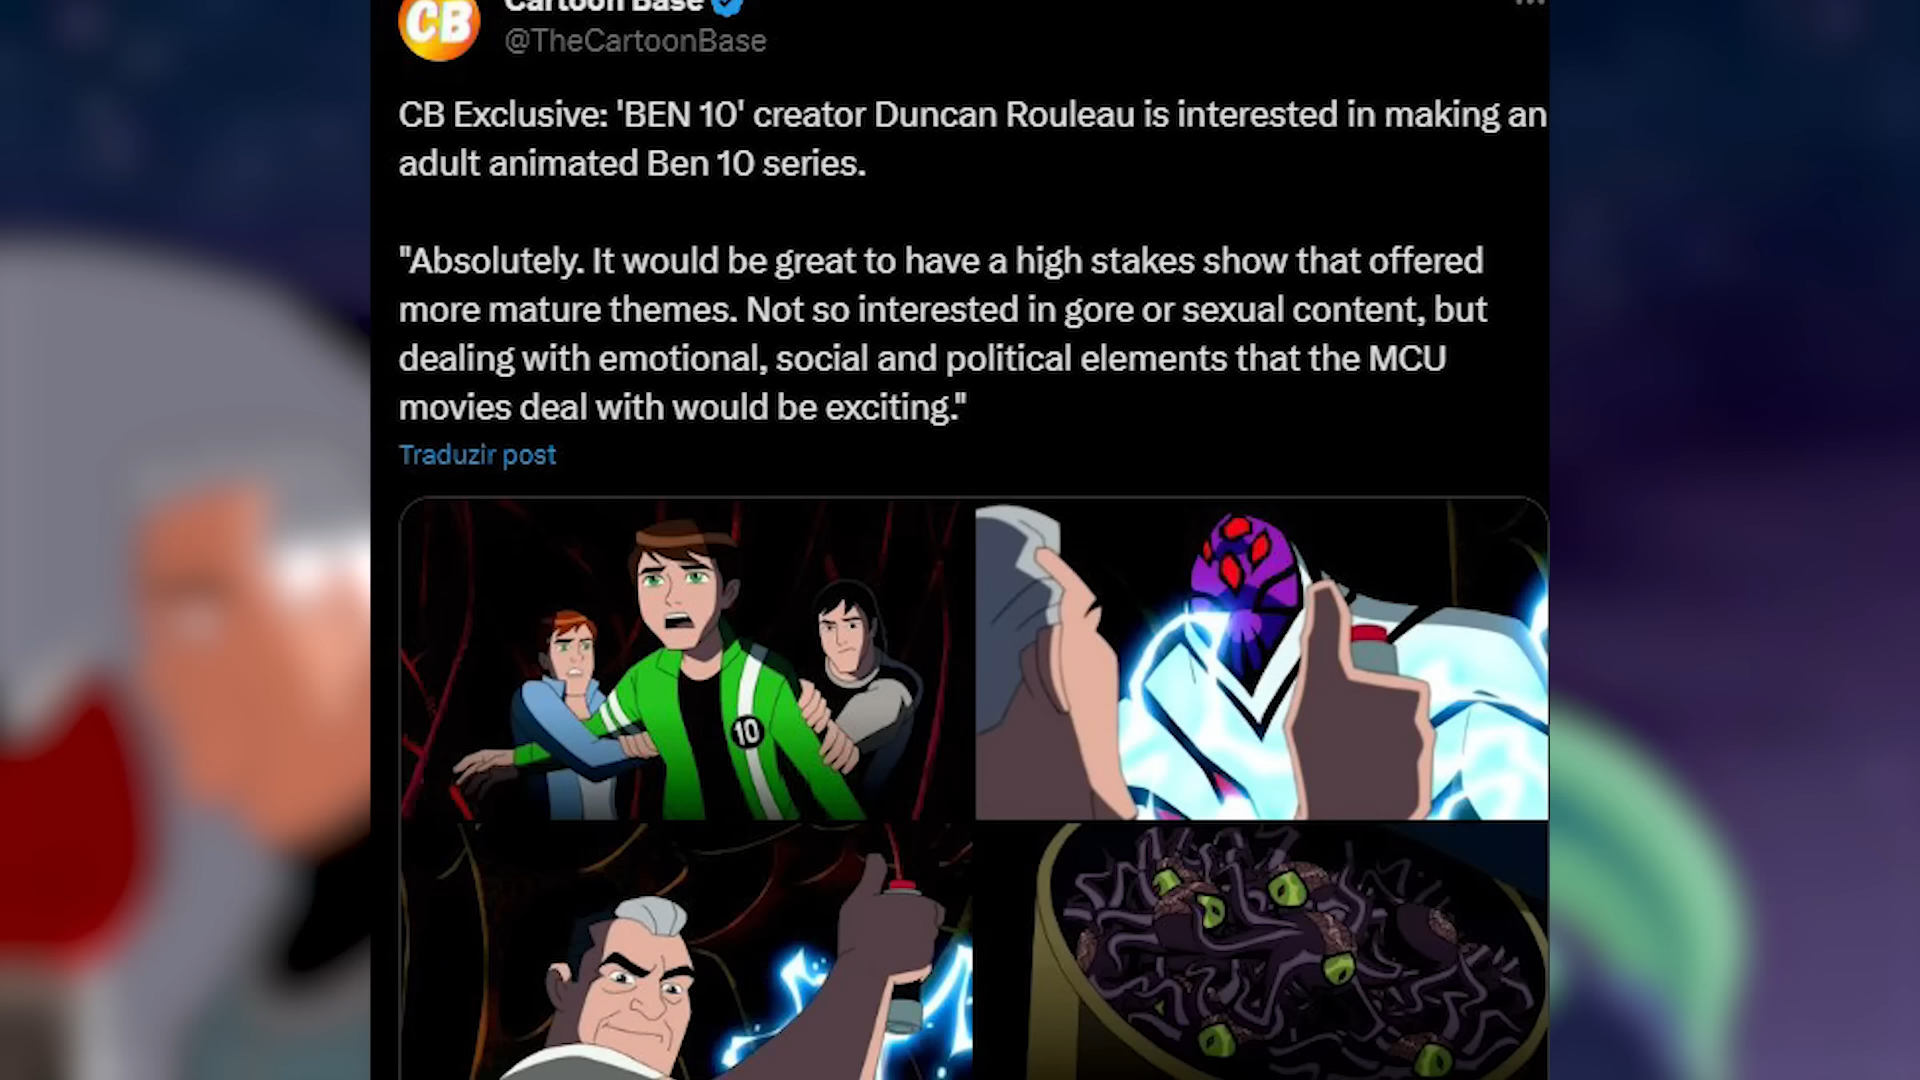 CB
Cartoon Base
@TheCartoonBase
CB Exclusive: 'BEN 10' creator Duncan Rouleau is interested in making an
adult animated Ben 10 series.
"Absolutely. It would be great to have a high stakes show that offered
more mature themes. Not so interested in gore or sexual content, but
dealing with emotional, social and political elements that the MCU
movies deal with would be exciting."
Traduzir post
10